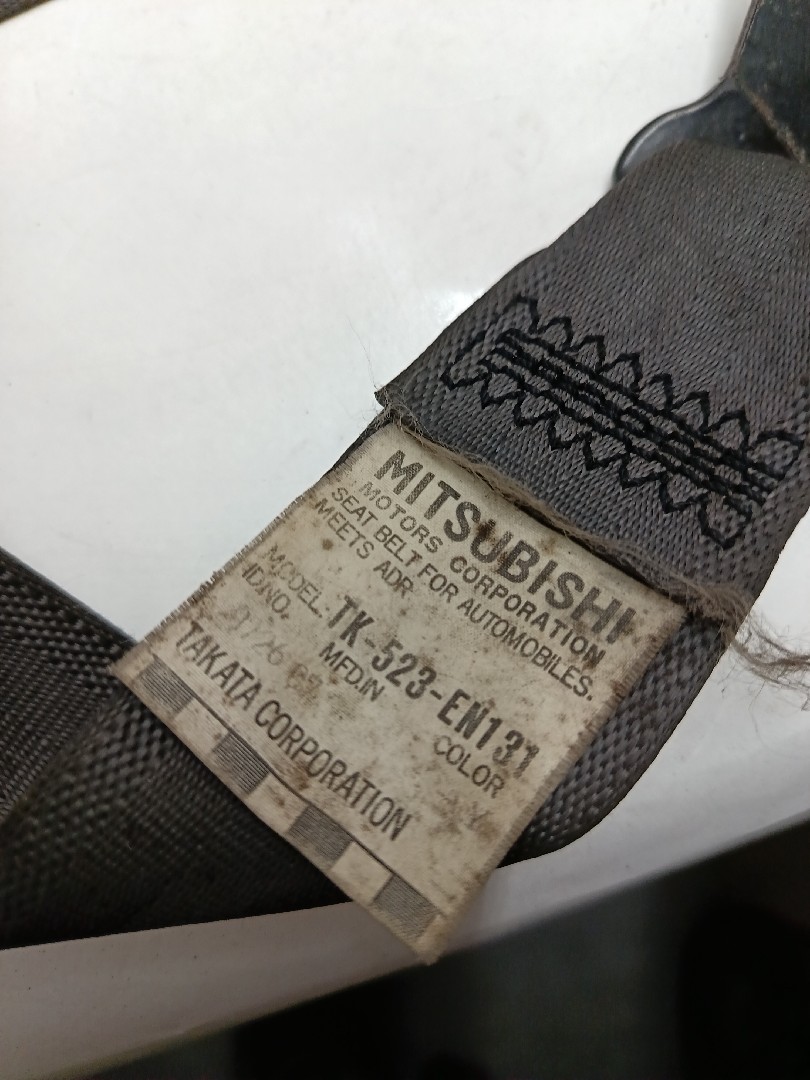 MITSUBISHI
MOTORS CORPORATION
SEAT BELT FOR AUTOMOBILES.
MEETS ADR
MODEL. TK-523-EN131
ID.NO. MFD.IN COLOR
TAKATA CORPORATION